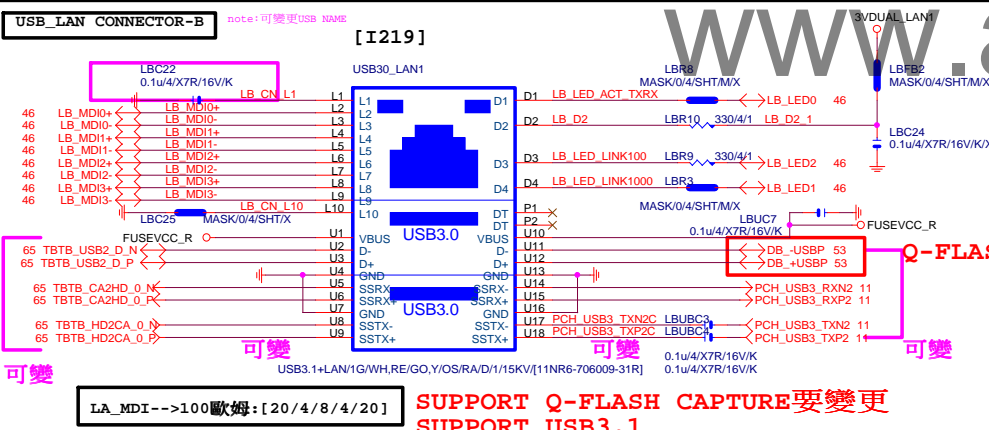 USB_LAN CONNECTOR-B
note:可變更USB NAME
[I219]
www.a
3VDUAL_LAN1
LBC22
0.1u/4/X7R/16V/K
USB30_LAN1
LBR8
MASK/0/4/SHT/M/X
LBFB2
MASK/0/4/SHT/M/X
LB_CN_L1 L1 L1 D1 D1 LB_LED_ACT_TXRX LB_LED0 46
46 LB_MDI0+ LB_MDI0+ L2 L2
46 LB_MDI0- LB_MDI0- L3 L3 D2 D2 LB_D2 LBR10 330/4/1 LB_D2_1
46 LB_MDI1+ LB_MDI1+ L4 L4
46 LB_MDI1- LB_MDI1- L5 L5
LBC24
0.1u/4/X7R/16V/K/X
46 LB_MDI2+ LB_MDI2+ L6 L6
46 LB_MDI2- LB_MDI2- L7 L7 D3 D3 LB_LED_LINK100 LBR9 330/4/1 LB_LED2 46
46 LB_MDI3+ LB_MDI3+ L8 L8
46 LB_MDI3- LB_MDI3- L9 L9 D4 D4 LB_LED_LINK1000 LBR3 LB_LED1 46
MASK/0/4/SHT/M/X
LB_CN_L10 L10 L10 DT P1
LBC25 MASK/0/4/SHT/M/X DT P2
LBUC7
0.1u/4/X7R/16V/K
FUSEVCC_R
FUSEVCC_R U1 VBUS USB3.0 VBUS U10
65 TBTB_USB2_D_N U2 D- D- U11 DB_-USBP 53
65 TBTB_USB2_D_P U3 D+ D+ U12 DB_+USBP 53
Q-FLAS
U4 GND GND U13
65 TBTB_CA2HD_0_N U5 SSRX- SSRX- U14 PCH_USB3_RXN2 11
65 TBTB_CA2HD_0_P U6 SSRX+ SSRX+ U15 PCH_USB3_RXP2 11
U7 GND USB3.0 GND U16
65 TBTB_HD2CA_0_N U8 SSTX- SSTX- U17 PCH_USB3_TXN2C LBUBC3 PCH_USB3_TXN2 11
65 TBTB_HD2CA_0_P U9 SSTX+ SSTX+ U18 PCH_USB3_TXP2C LBUBC4 PCH_USB3_TXP2 1
可變 可變 可變
0.1u/4/X7R/16V/K
可變
USB3.1+LAN/1G/WH,RE/GO,Y/OS/RA/D/1/15KV/[11NR6-706009-31R] 0.1u/4/X7R/16V/K
LA_MDI-->100歐姆:[20/4/8/4/20]
SUPPORT Q-FLASH CAPTURE要變更
SUPPORT USB3.1